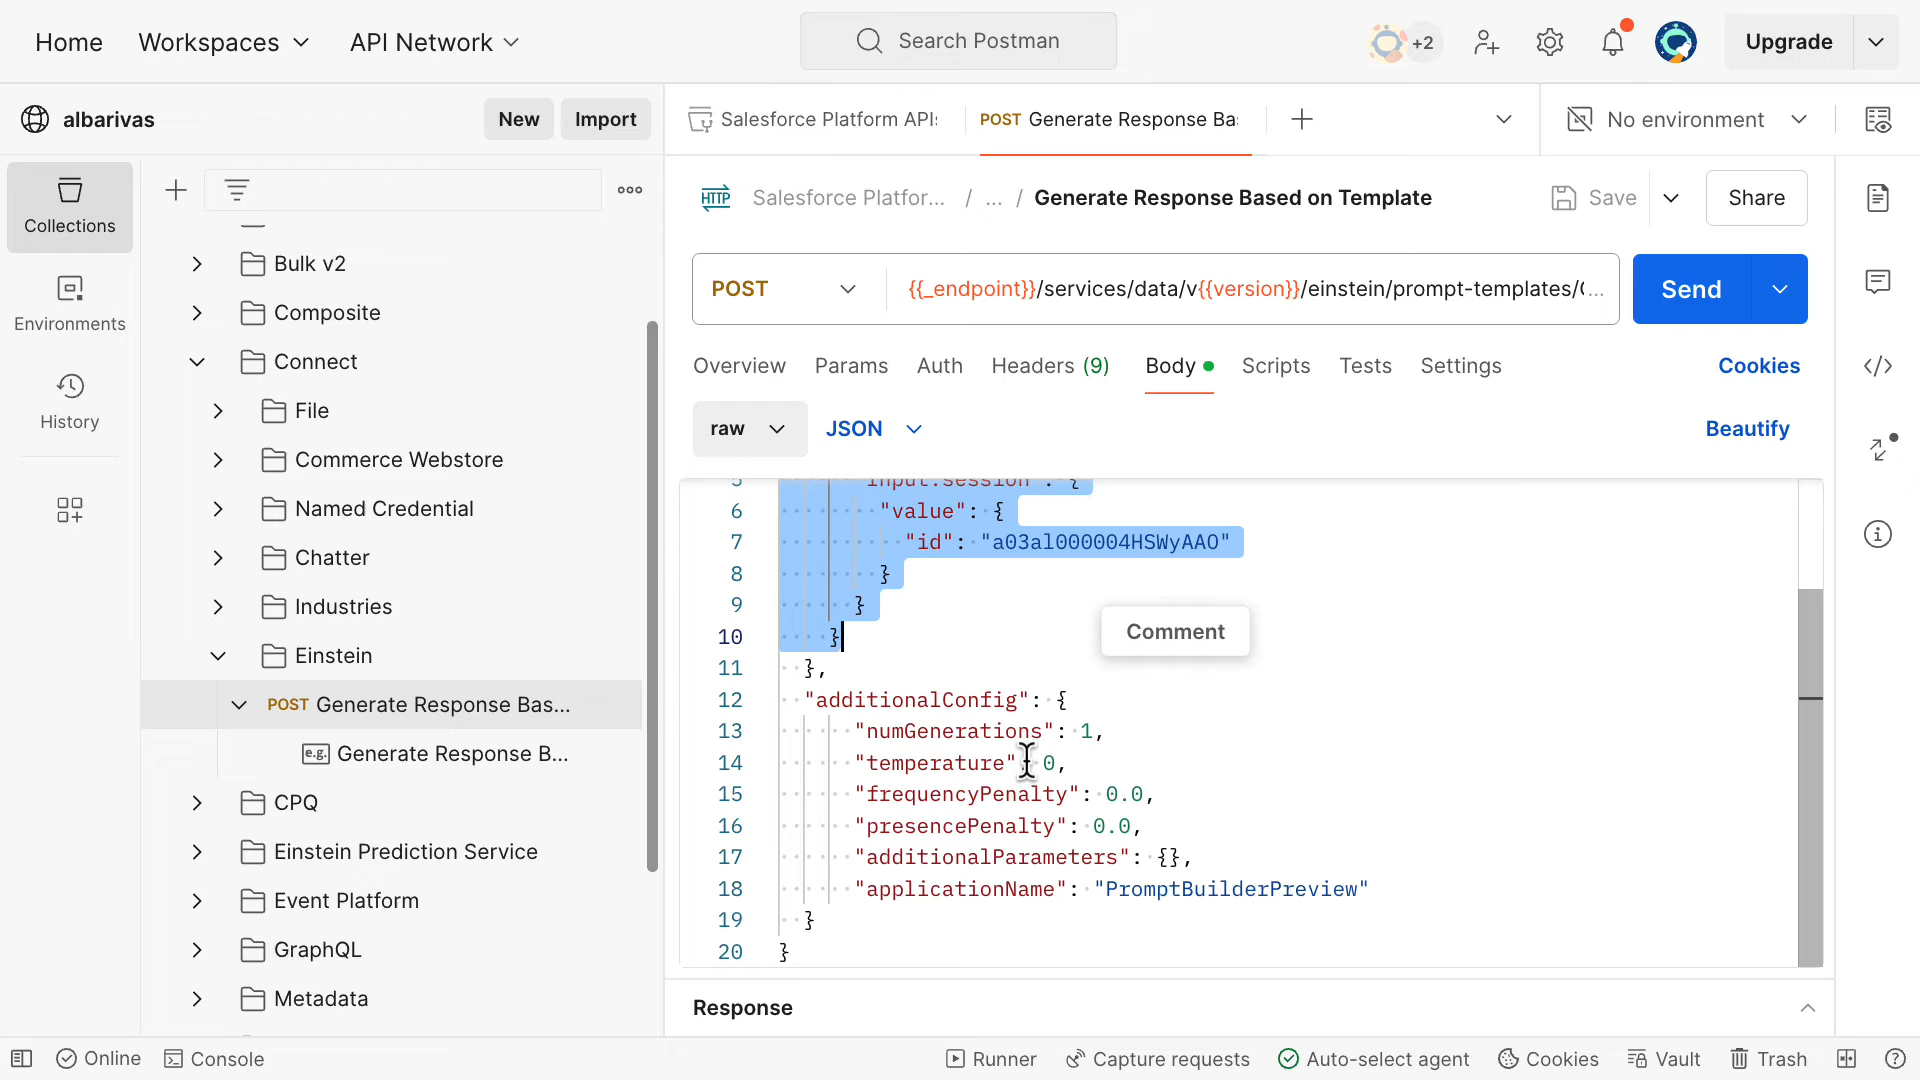 Home
Workspaces
API Network
Search Postman
+2
Upgrade
albarivas
New
Import
Salesforce Platform APIs
POST Generate Response Ba
No environment
Collections
Environments
History
Bulk v2
Composite
Connect
File
Commerce Webstore
Named Credential
Chatter
Industries
Einstein
POST Generate Response Bas...
e.g. Generate Response B...
CPQ
Einstein Prediction Service
Event Platform
GraphQL
Metadata
HTTP Salesforce Platfor... / ... / Generate Response Based on Template
Save
Share
POST
{{_endpoint}}/services/data/v{{version}}/einstein/prompt-templates/...
Send
Overview
Params
Auth
Headers (9)
Body
Scripts
Tests
Settings
Cookies
raw
JSON
Beautify
5 "input:session": {
6 "value": {
7 "id": "a03al000004HSWyAAO"
8 }
9 }
10 }
11 },
12 "additionalConfig": {
13 "numGenerations": 1,
14 "temperature": 0,
15 "frequencyPenalty": 0.0,
16 "presencePenalty": 0.0,
17 "additionalParameters": {},
18 "applicationName": "PromptBuilderPreview"
19 }
20 }
Comment
Response
Online
Console
Runner
Capture requests
Auto-select agent
Cookies
Vault
Trash